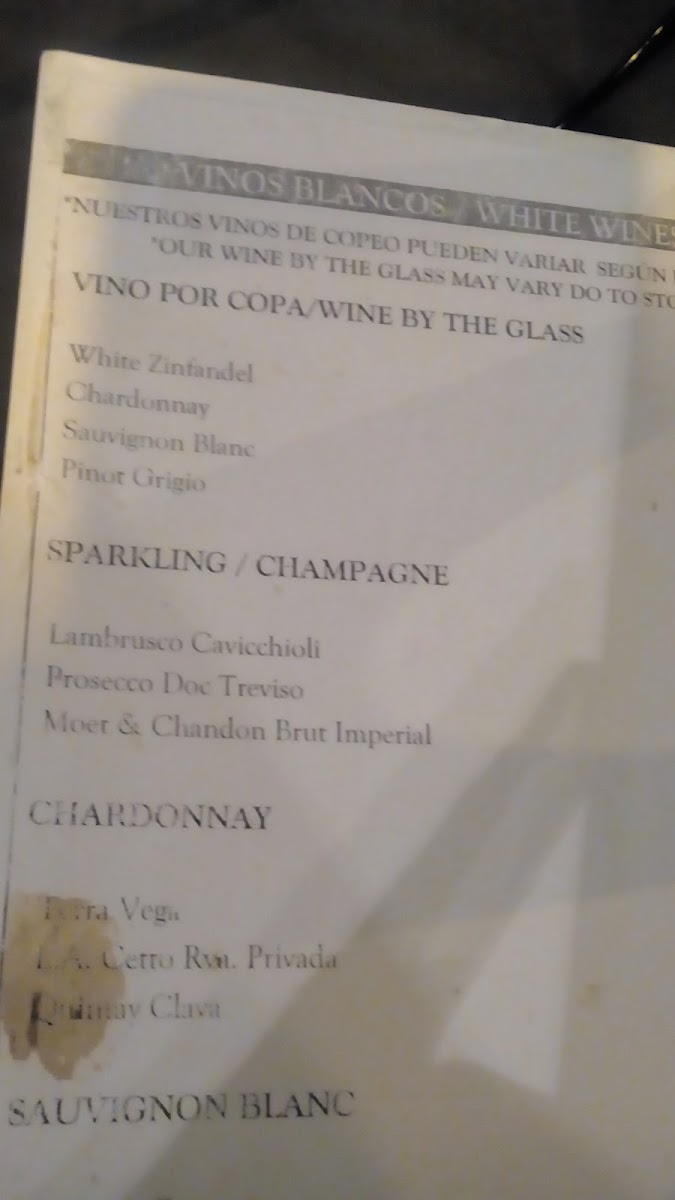 VINOS BLANCOS / WHITE WINES
"NUESTROS VINOS DE COPEO PUEDEN VARIAR SEGÚN
"OUR WINE BY THE GLASS MAY VARY DO TO STO
VINO POR COPA/WINE BY THE GLASS
White Zinfandel
Chardonnay
Sauvignon Blanc
Pinot Grigio
SPARKLING / CHAMPAGNE
Lambrusco Cavicchioli
Prosecco Doc Treviso
Moet & Chandon Brut Imperial
CHARDONNAY
Terra Vega
L.A. Cetto Rva. Privada
Clava
SAUVIGNON BLANC